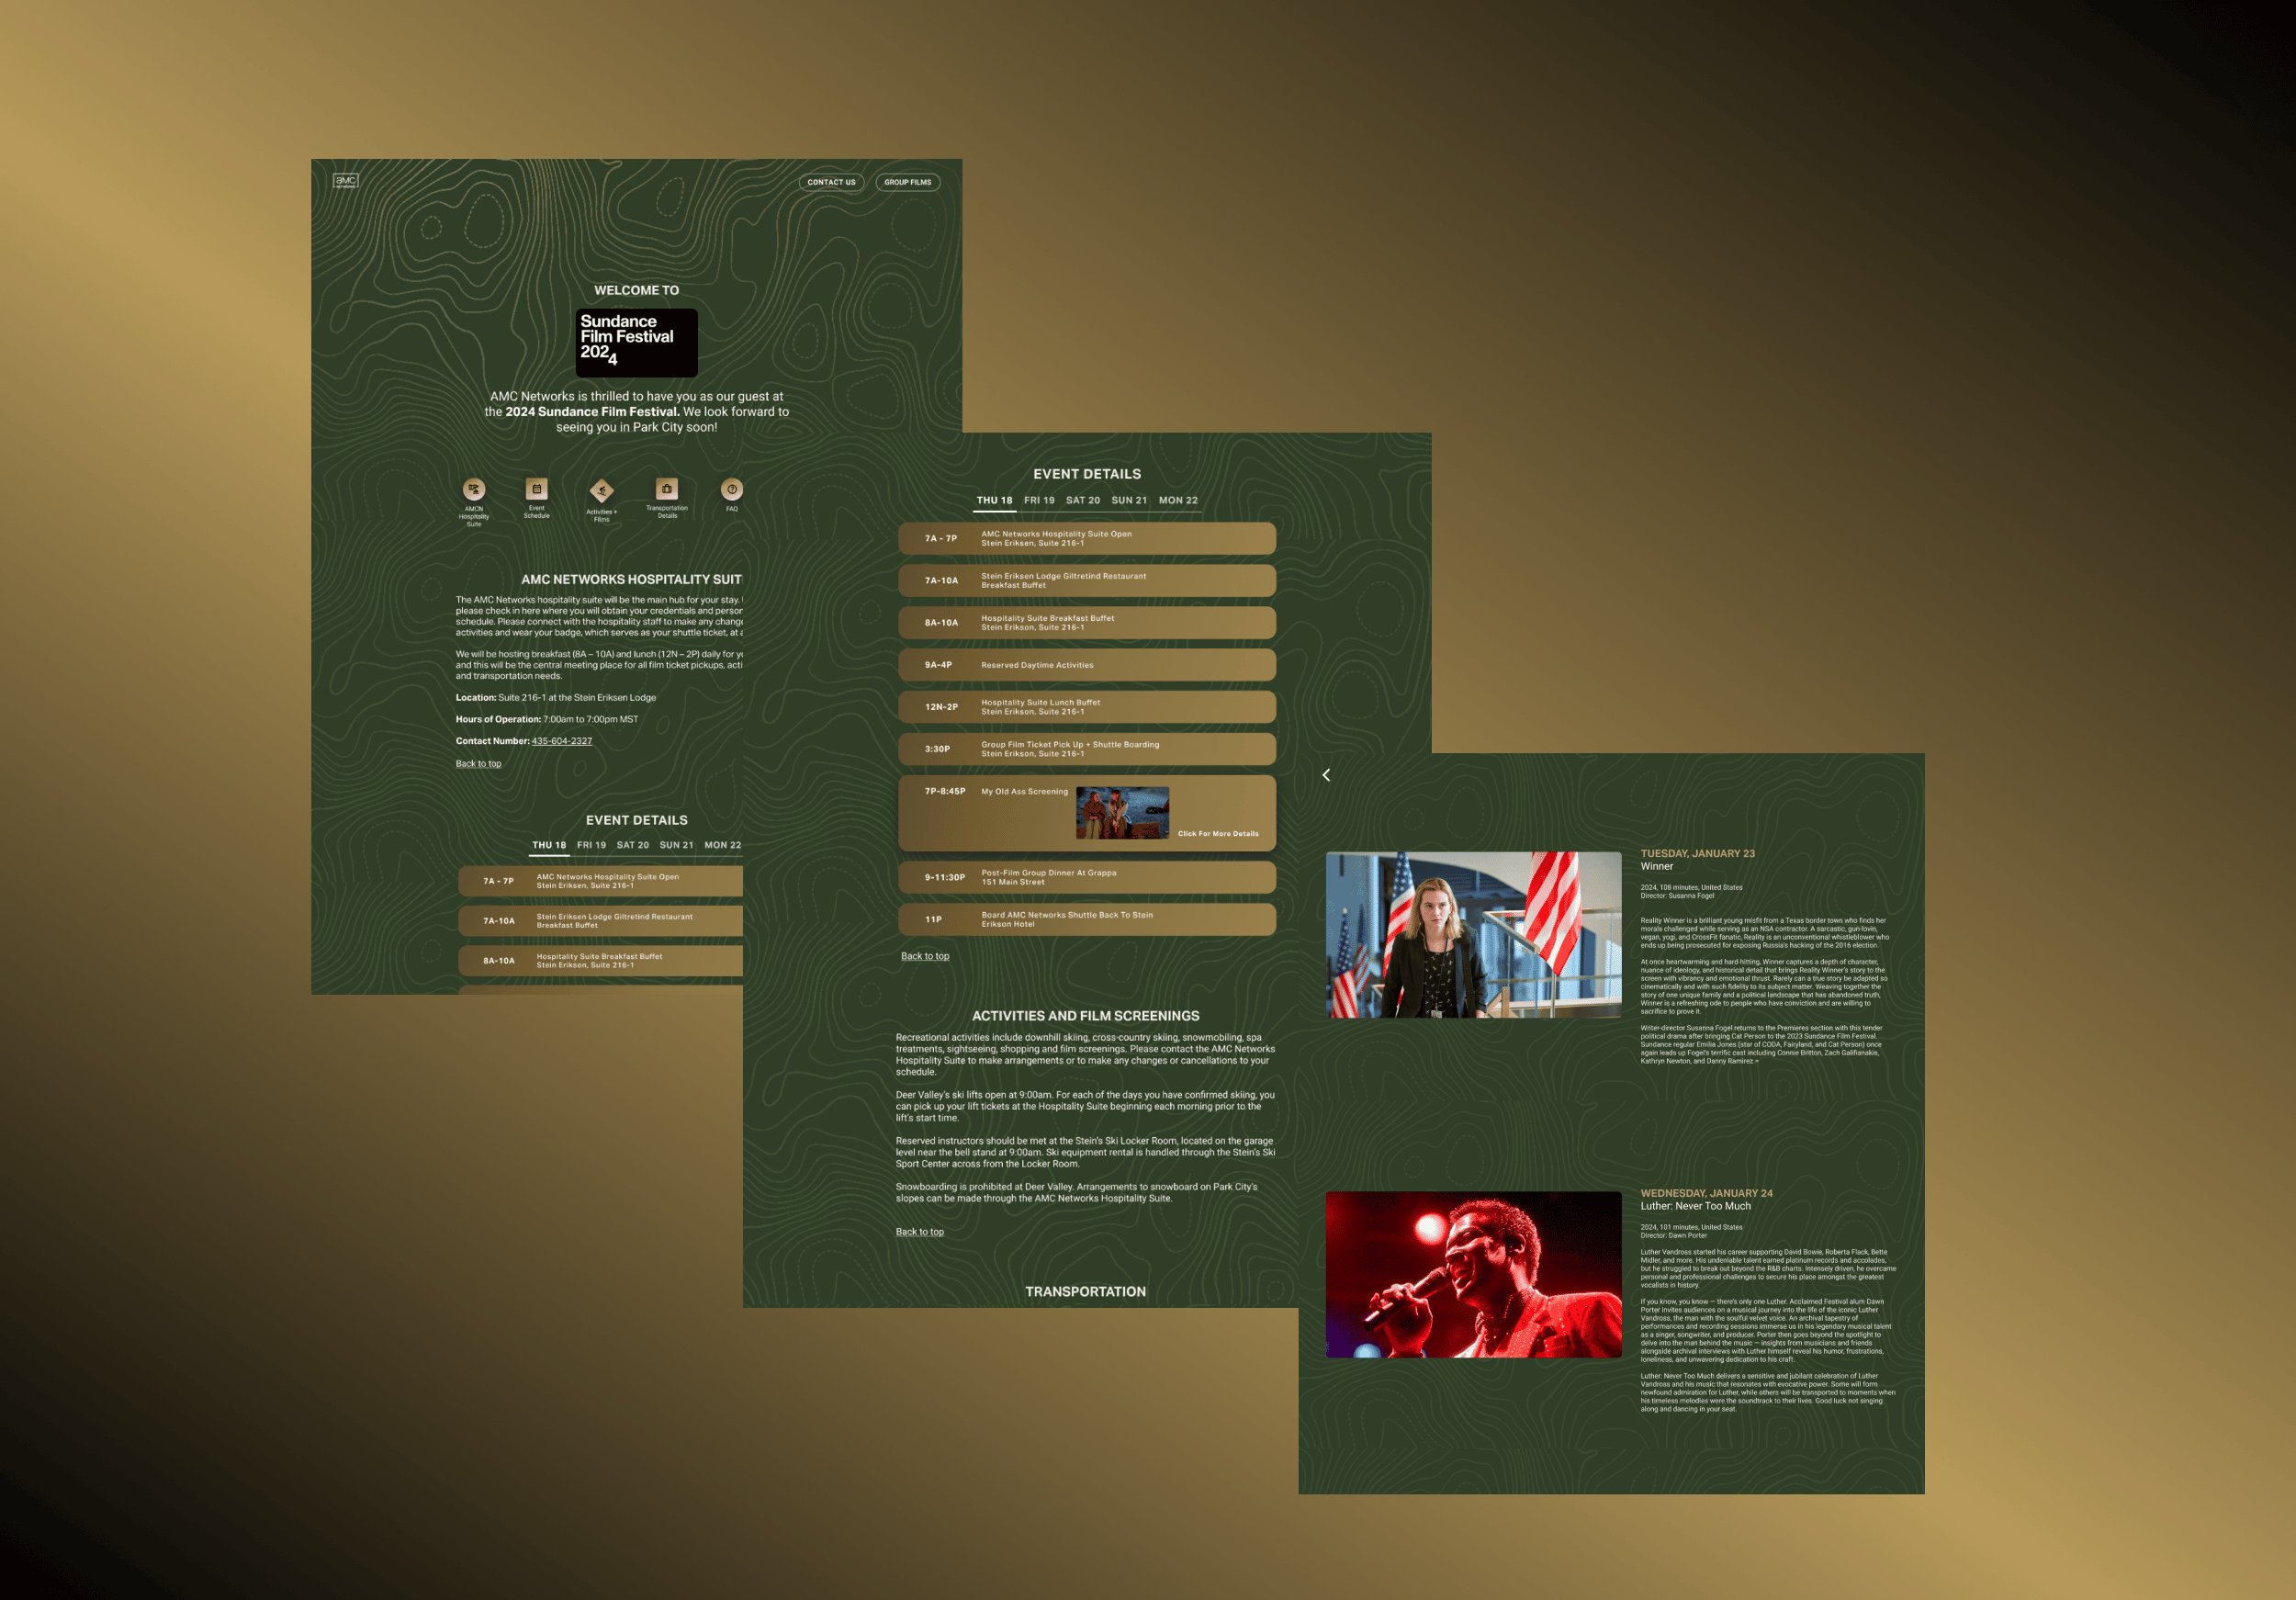 aMC
NETWORKS
CONTACT US
GROUP FILMS
WELCOME TO
Sundance
Film Festival
2024
AMC Networks is thrilled to have you as our guest at
the 2024 Sundance Film Festival. We look forward to
seeing you in Park City soon!
AMCN
Hospitality
Suite
Event
Schedule
Activities +
Films
Transportation
Details
FAQ
AMC NETWORKS HOSPITALITY SUIT
The AMC Networks hospitality suite will be the main hub for your stay.
please check in here where you will obtain your credentials and person
schedule. Please connect with the hospitality staff to make any change
activities and wear your badge, which serves as your shuttle ticket, at a
We will be hosting breakfast (8A – 10A) and lunch (12N – 2P) daily for yo
and this will be the central meeting place for all film ticket pickups, acti
and transportation needs.
Location: Suite 216-1 at the Stein Eriksen Lodge
Hours of Operation: 7:00am to 7:00pm MST
Contact Number: 435-604-2327
Back to top
EVENT DETAILS
THU 18 FRI 19 SAT 20 SUN 21 MON 22
7A - 7P
AMC Networks Hospitality Suite Open
Stein Eriksen, Suite 216-1
7A-10A
Stein Eriksen Lodge Giltretind Restaurant
Breakfast Buffet
8A-10A
Hospitality Suite Breakfast Buffet
Stein Erikson, Suite 216-1
EVENT DETAILS
THU 18 FRI 19 SAT 20 SUN 21 MON 22
7A - 7P
AMC Networks Hospitality Suite Open
Stein Eriksen, Suite 216-1
7A-10A
Stein Eriksen Lodge Giltretind Restaurant
Breakfast Buffet
8A-10A
Hospitality Suite Breakfast Buffet
Stein Erikson, Suite 216-1
9A-4P
Reserved Daytime Activities
12N-2P
Hospitality Suite Lunch Buffet
Stein Erikson, Suite 216-1
3:30P
Group Film Ticket Pick Up + Shuttle Boarding
Stein Erikson, Suite 216-1
7P-8:45P
My Old Ass Screening
Click For More Details
9-11:30P
Post-Film Group Dinner At Grappa
151 Main Street
11P
Board AMC Networks Shuttle Back To Stein
Erikson Hotel
Back to top
ACTIVITIES AND FILM SCREENINGS
Recreational activities include downhill skiing, cross-country skiing, snowmobiling, spa
treatments, sightseeing, shopping and film screenings. Please contact the AMC Networks
Hospitality Suite to make arrangements or to make any changes or cancellations to your
schedule.
Deer Valley's ski lifts open at 9:00am. For each of the days you have confirmed skiing, you
can pick up your lift tickets at the Hospitality Suite beginning each morning prior to the
lift's start time.
Reserved instructors should be met at the Stein's Ski Locker Room, located on the garage
level near the bell stand at 9:00am. Ski equipment rental is handled through the Stein's Ski
Sport Center across from the Locker Room.
Snowboarding is prohibited at Deer Valley. Arrangements to snowboard on Park City's
slopes can be made through the AMC Networks Hospitality Suite.
Back to top
TRANSPORTATION
TUESDAY, JANUARY 23
Winner
2024, 108 minutes, United States
Director: Susanna Fogel
Reality Winner is a brilliant young misfit from a Texas border town who finds her
morals challenged while serving as an NSA contractor. A sarcastic, gun-lovin,
vegan, yogi, and CrossFit fanatic, Reality is an unconventional whistleblower who
ends up being prosecuted for exposing Russia's hacking of the 2016 election.
At once heartwarming and hard-hitting, Winner captures a depth of character,
nuance of ideology, and historical detail that brings Reality Winner's story to the
screen with vibrancy and emotional thrust. Rarely can a true story be adapted so
cinematically and with such fidelity to its subject matter. Weaving together the
story of one unique family and a political landscape that has abandoned truth,
Winner is a refreshing ode to people who have conviction and are willing to
sacrifice to prove it.
Writer-director Susanna Fogel returns to the Premieres section with this tender
political drama after bringing Cat Person to the 2023 Sundance Film Festival.
Sundance regular Emilia Jones (star of CODA, Fairyland, and Cat Person) once
again leads up Fogel's terrific cast including Connie Britton, Zach Galifianakis,
Kathryn Newton, and Danny Ramirez.
WEDNESDAY, JANUARY 24
Luther: Never Too Much
2024, 101 minutes, United States
Director: Dawn Porter
Luther Vandross started his career supporting David Bowie, Roberta Flack, Bette
Midler, and more. His undeniable talent earned platinum records and accolades,
but he struggled to break out beyond the R&B charts. Intensely driven, he overcame
personal and professional challenges to secure his place amongst the greatest
vocalists in history.
If you know, you know — there's only one Luther. Acclaimed Festival alum Dawn
Porter invites audiences on a musical journey into the life of the iconic Luther
Vandross, the man with the soulful velvet voice. An archival tapestry of
performances and recording sessions immerse us in his legendary musical talent
as a singer, songwriter, and producer. Porter then goes beyond the spotlight to
delve into the man behind the music — insights from musicians and friends
alongside archival interviews with Luther himself reveal his humor, frustrations,
loneliness, and unwavering dedication to his craft.
Luther: Never Too Much delivers a sensitive and jubilant celebration of Luther
Vandross and his music that resonates with evocative power. Some will form
newfound admiration for Luther, while others will be transported to moments when
his timeless melodies were the soundtrack to their lives. Good luck not singing
along and dancing in your seat.